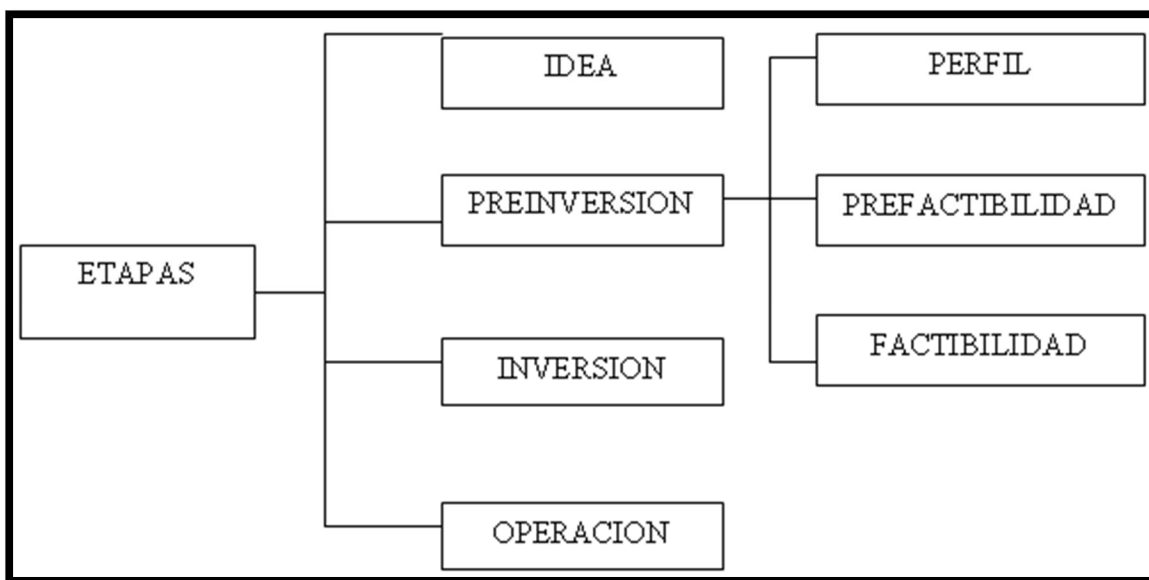 ETAPAS
IDEA
PREINVERSION
INVERSION
OPERACION
PERFIL
PREFACTIBILIDAD
FACTIBILIDAD